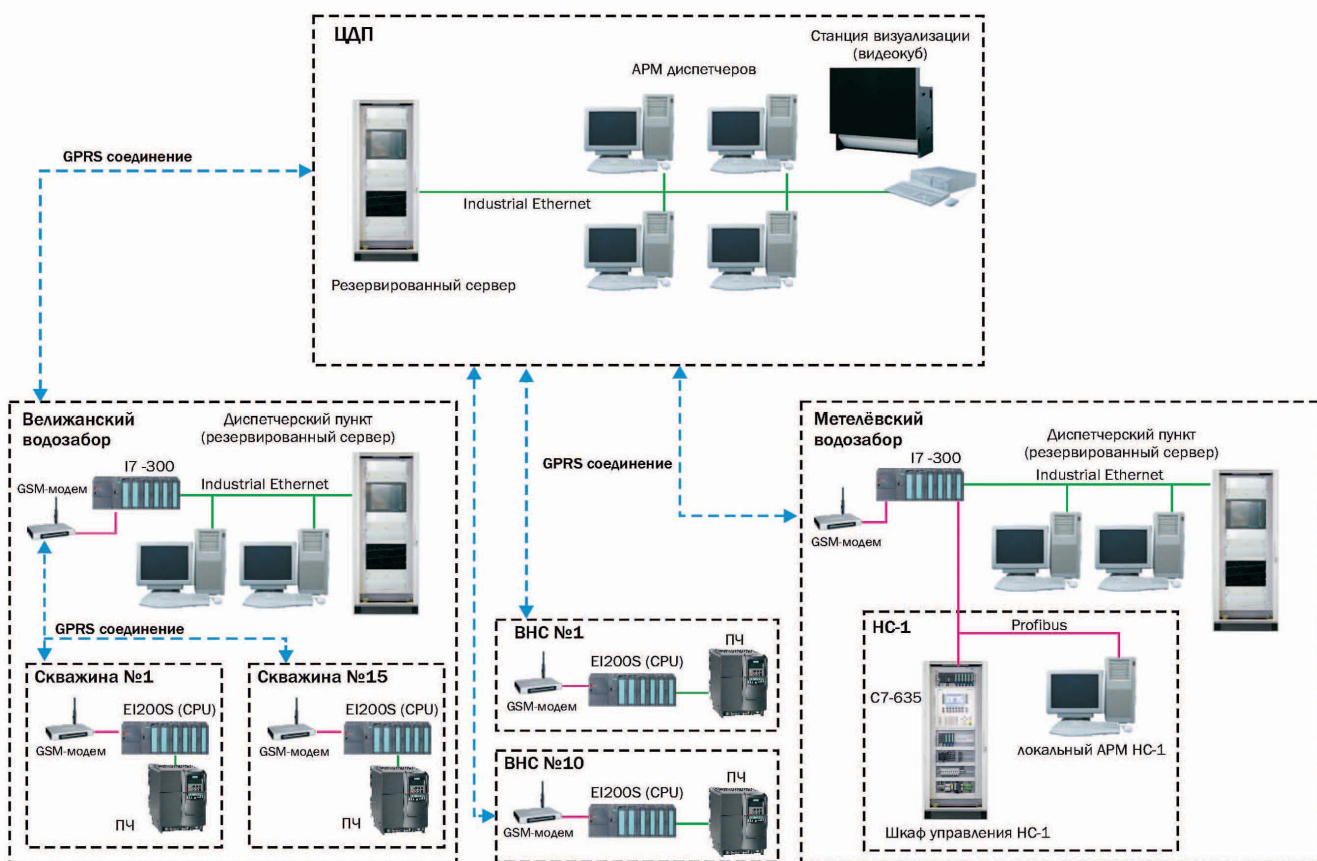 ЦДП
Станция визуализации
(видеокуб)
АРМ диспетчеров
GPRS соединение
Industrial Ethernet
Резервированный сервер
Велижанский
водозабор
Диспетчерский пункт
(резервированный сервер)
I7 -300
GSM-модем
Industrial Ethernet
GPRS соединение
Скважина №1
EI200S (CPU)
GSM-модем
ПЧ
Скважина №15
EI200S (CPU)
GSM-модем
ПЧ
GPRS соединение
ВНС №1
ПЧ
EI200S (CPU)
GSM-модем
ВНС №10
ПЧ
EI200S (CPU)
GSM-модем
Метелёвский
водозабор
Диспетчерский пункт
(резервированный сервер)
I7 -300
Industrial Ethernet
GSM-модем
НС-1
Profibus
C7-635
локальный АРМ НС-1
Шкаф управления НС-1